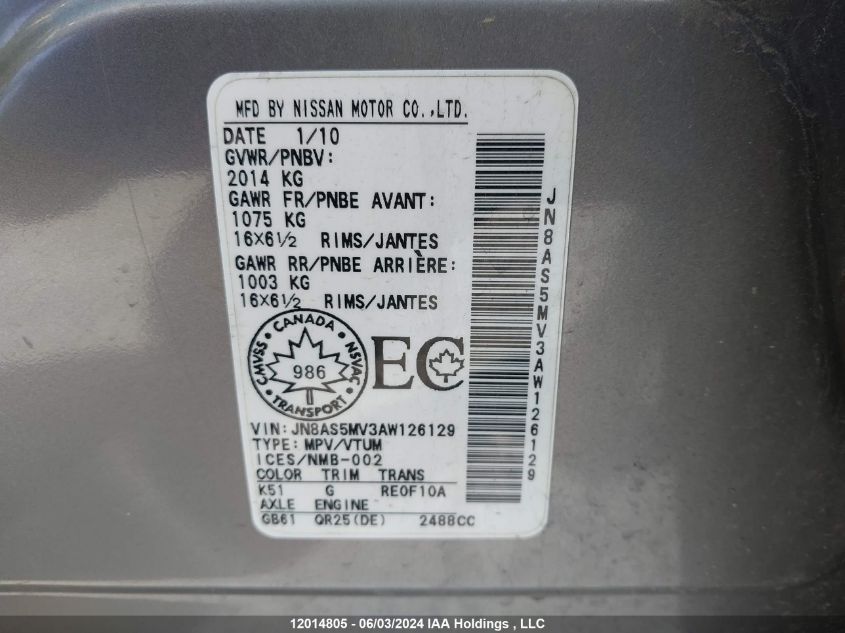 MFD BY NISSAN MOTOR CO.,LTD.
DATE 1/10
GVWR/PNBV:
2014 KG
GAWR FR/PNBE AVANT:
1075 KG
16X6½ RIMS/JANTES
GAWR RR/PNBE ARRIÈRE:
1003 KG
16X6½ RIMS/JANTES
CANADA
CMVSS
NSVAC
986
TRANSPORT
EC
VIN:JN8AS5MV3AW126129
TYPE:MPV/VTUM
ICES/NMB-002
COLOR TRIM TRANS
K51 G RE0F10A
AXLE ENGINE
GB61 QR25(DE) 2488CC
JN8AS5MV3AW126129
12014805 - 06/03/2024 IAA Holdings , LLC